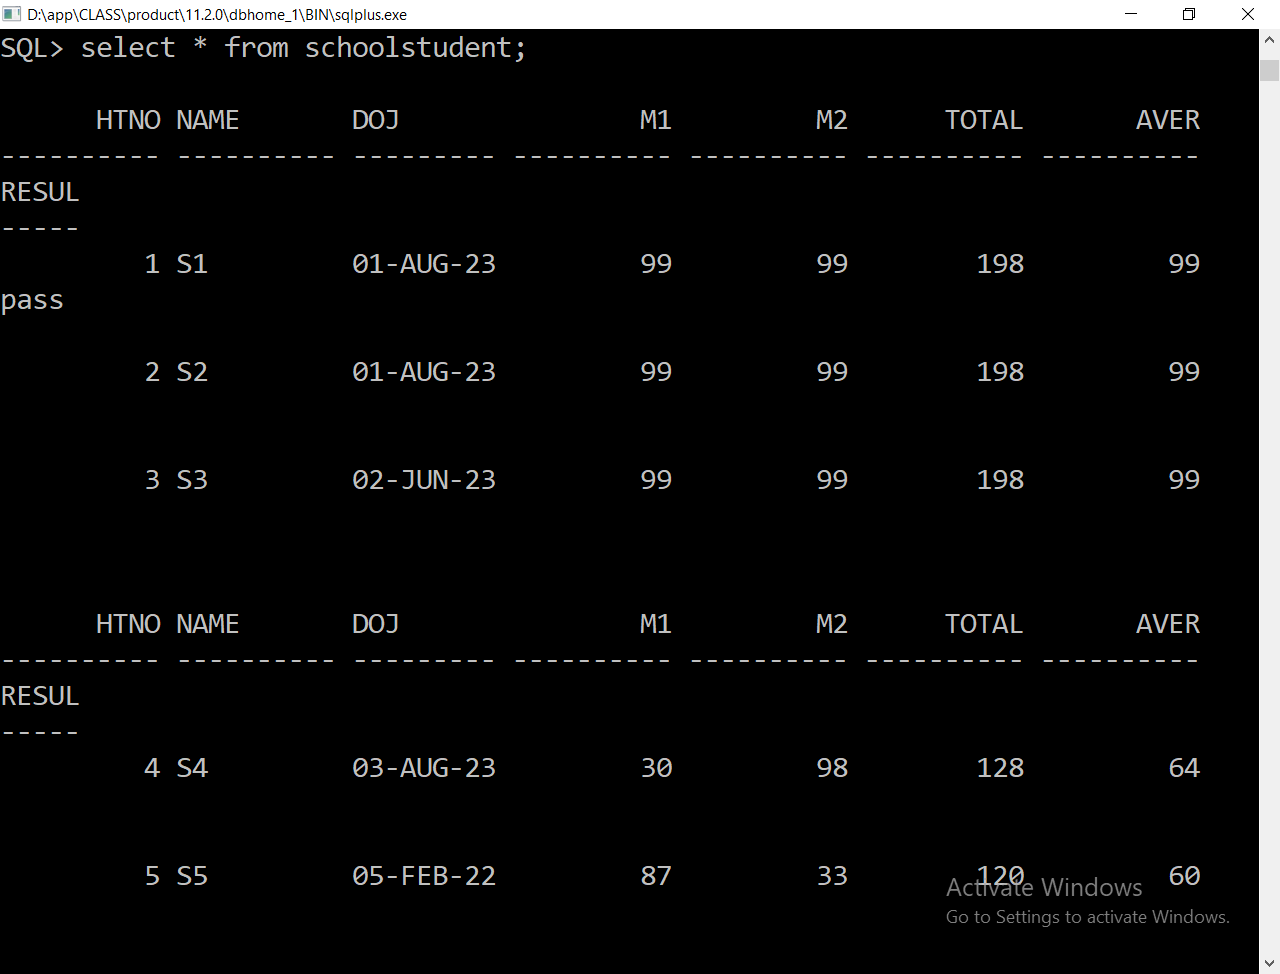 D:\app\CLASS\product\11.2.0\dbhome_1\BIN\sqlplus.exe
SQL> select * from schoolstudent;
HTNO NAME DOJ M1 M2 TOTAL AVER
---------- ---------- --------- ---------- ---------- ---------- ----------
RESUL
-----
1 S1 01-AUG-23 99 99 198 99
pass
2 S2 01-AUG-23 99 99 198 99
3 S3 02-JUN-23 99 99 198 99
HTNO NAME DOJ M1 M2 TOTAL AVER
---------- ---------- --------- ---------- ---------- ---------- ----------
RESUL
-----
4 S4 03-AUG-23 30 98 128 64
5 S5 05-FEB-22 87 33 120 60
Activate Windows
Go to Settings to activate Windows.